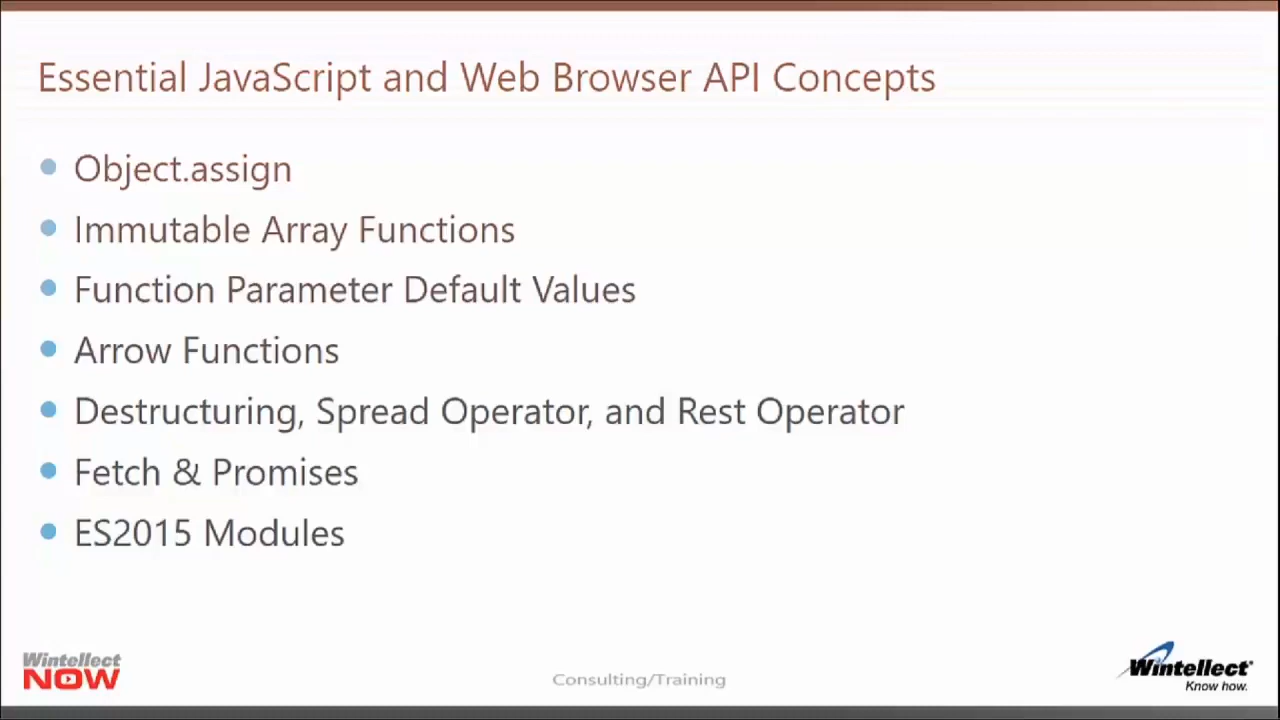 Essential JavaScript and Web Browser API Concepts
Object.assign
Immutable Array Functions
Function Parameter Default Values
Arrow Functions
Destructuring, Spread Operator, and Rest Operator
Fetch & Promises
ES2015 Modules
Wintellect
NOW
Consulting/Training
Wintellect
Know how.